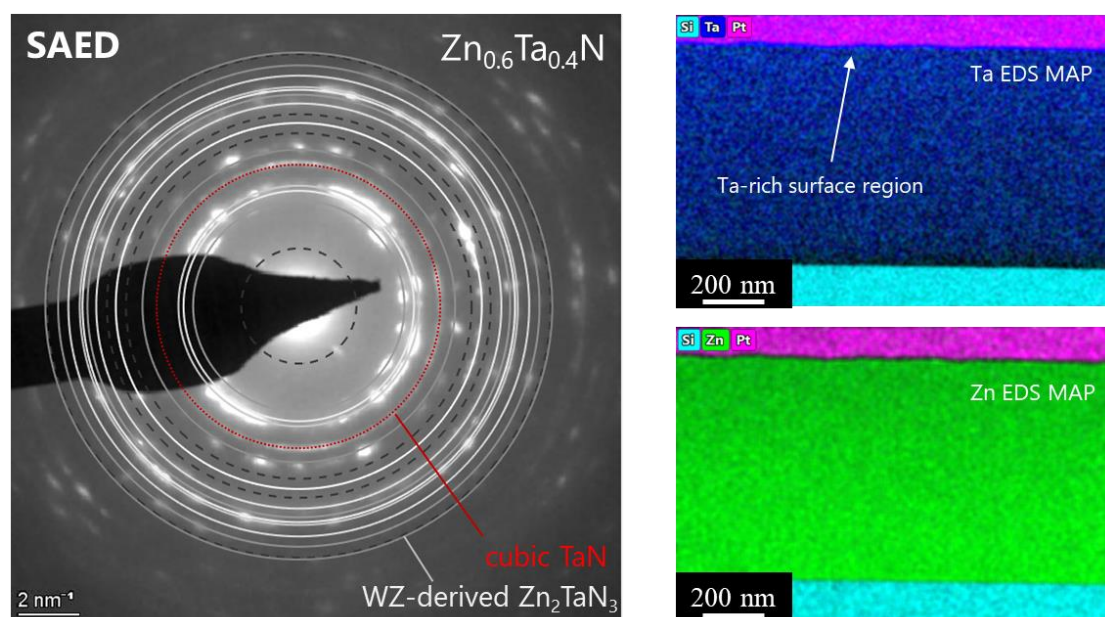 SAED
Zn₀.₆Ta₀.₄N
cubic TaN
WZ-derived Zn₂TaN₃
2 nm⁻¹
Si Ta Pt
Ta EDS MAP
Ta-rich surface region
200 nm
Si Zn Pt
Zn EDS MAP
200 nm